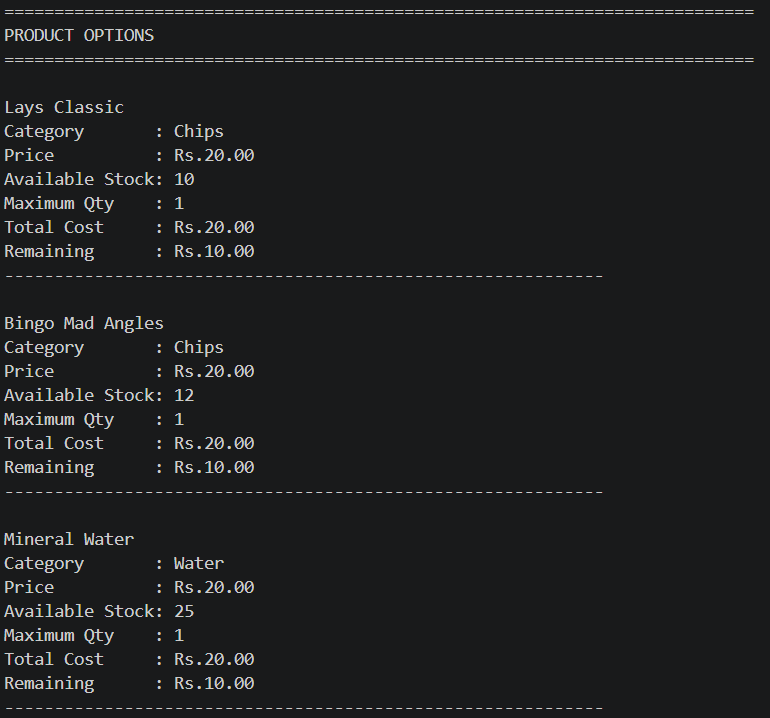 ===========================================================================
PRODUCT OPTIONS
===========================================================================
Lays Classic
Category       : Chips
Price          : Rs.20.00
Available Stock: 10
Maximum Qty    : 1
Total Cost     : Rs.20.00
Remaining      : Rs.10.00
------------------------------------------------------------
Bingo Mad Angles
Category       : Chips
Price          : Rs.20.00
Available Stock: 12
Maximum Qty    : 1
Total Cost     : Rs.20.00
Remaining      : Rs.10.00
------------------------------------------------------------
Mineral Water
Category       : Water
Price          : Rs.20.00
Available Stock: 25
Maximum Qty    : 1
Total Cost     : Rs.20.00
Remaining      : Rs.10.00
------------------------------------------------------------